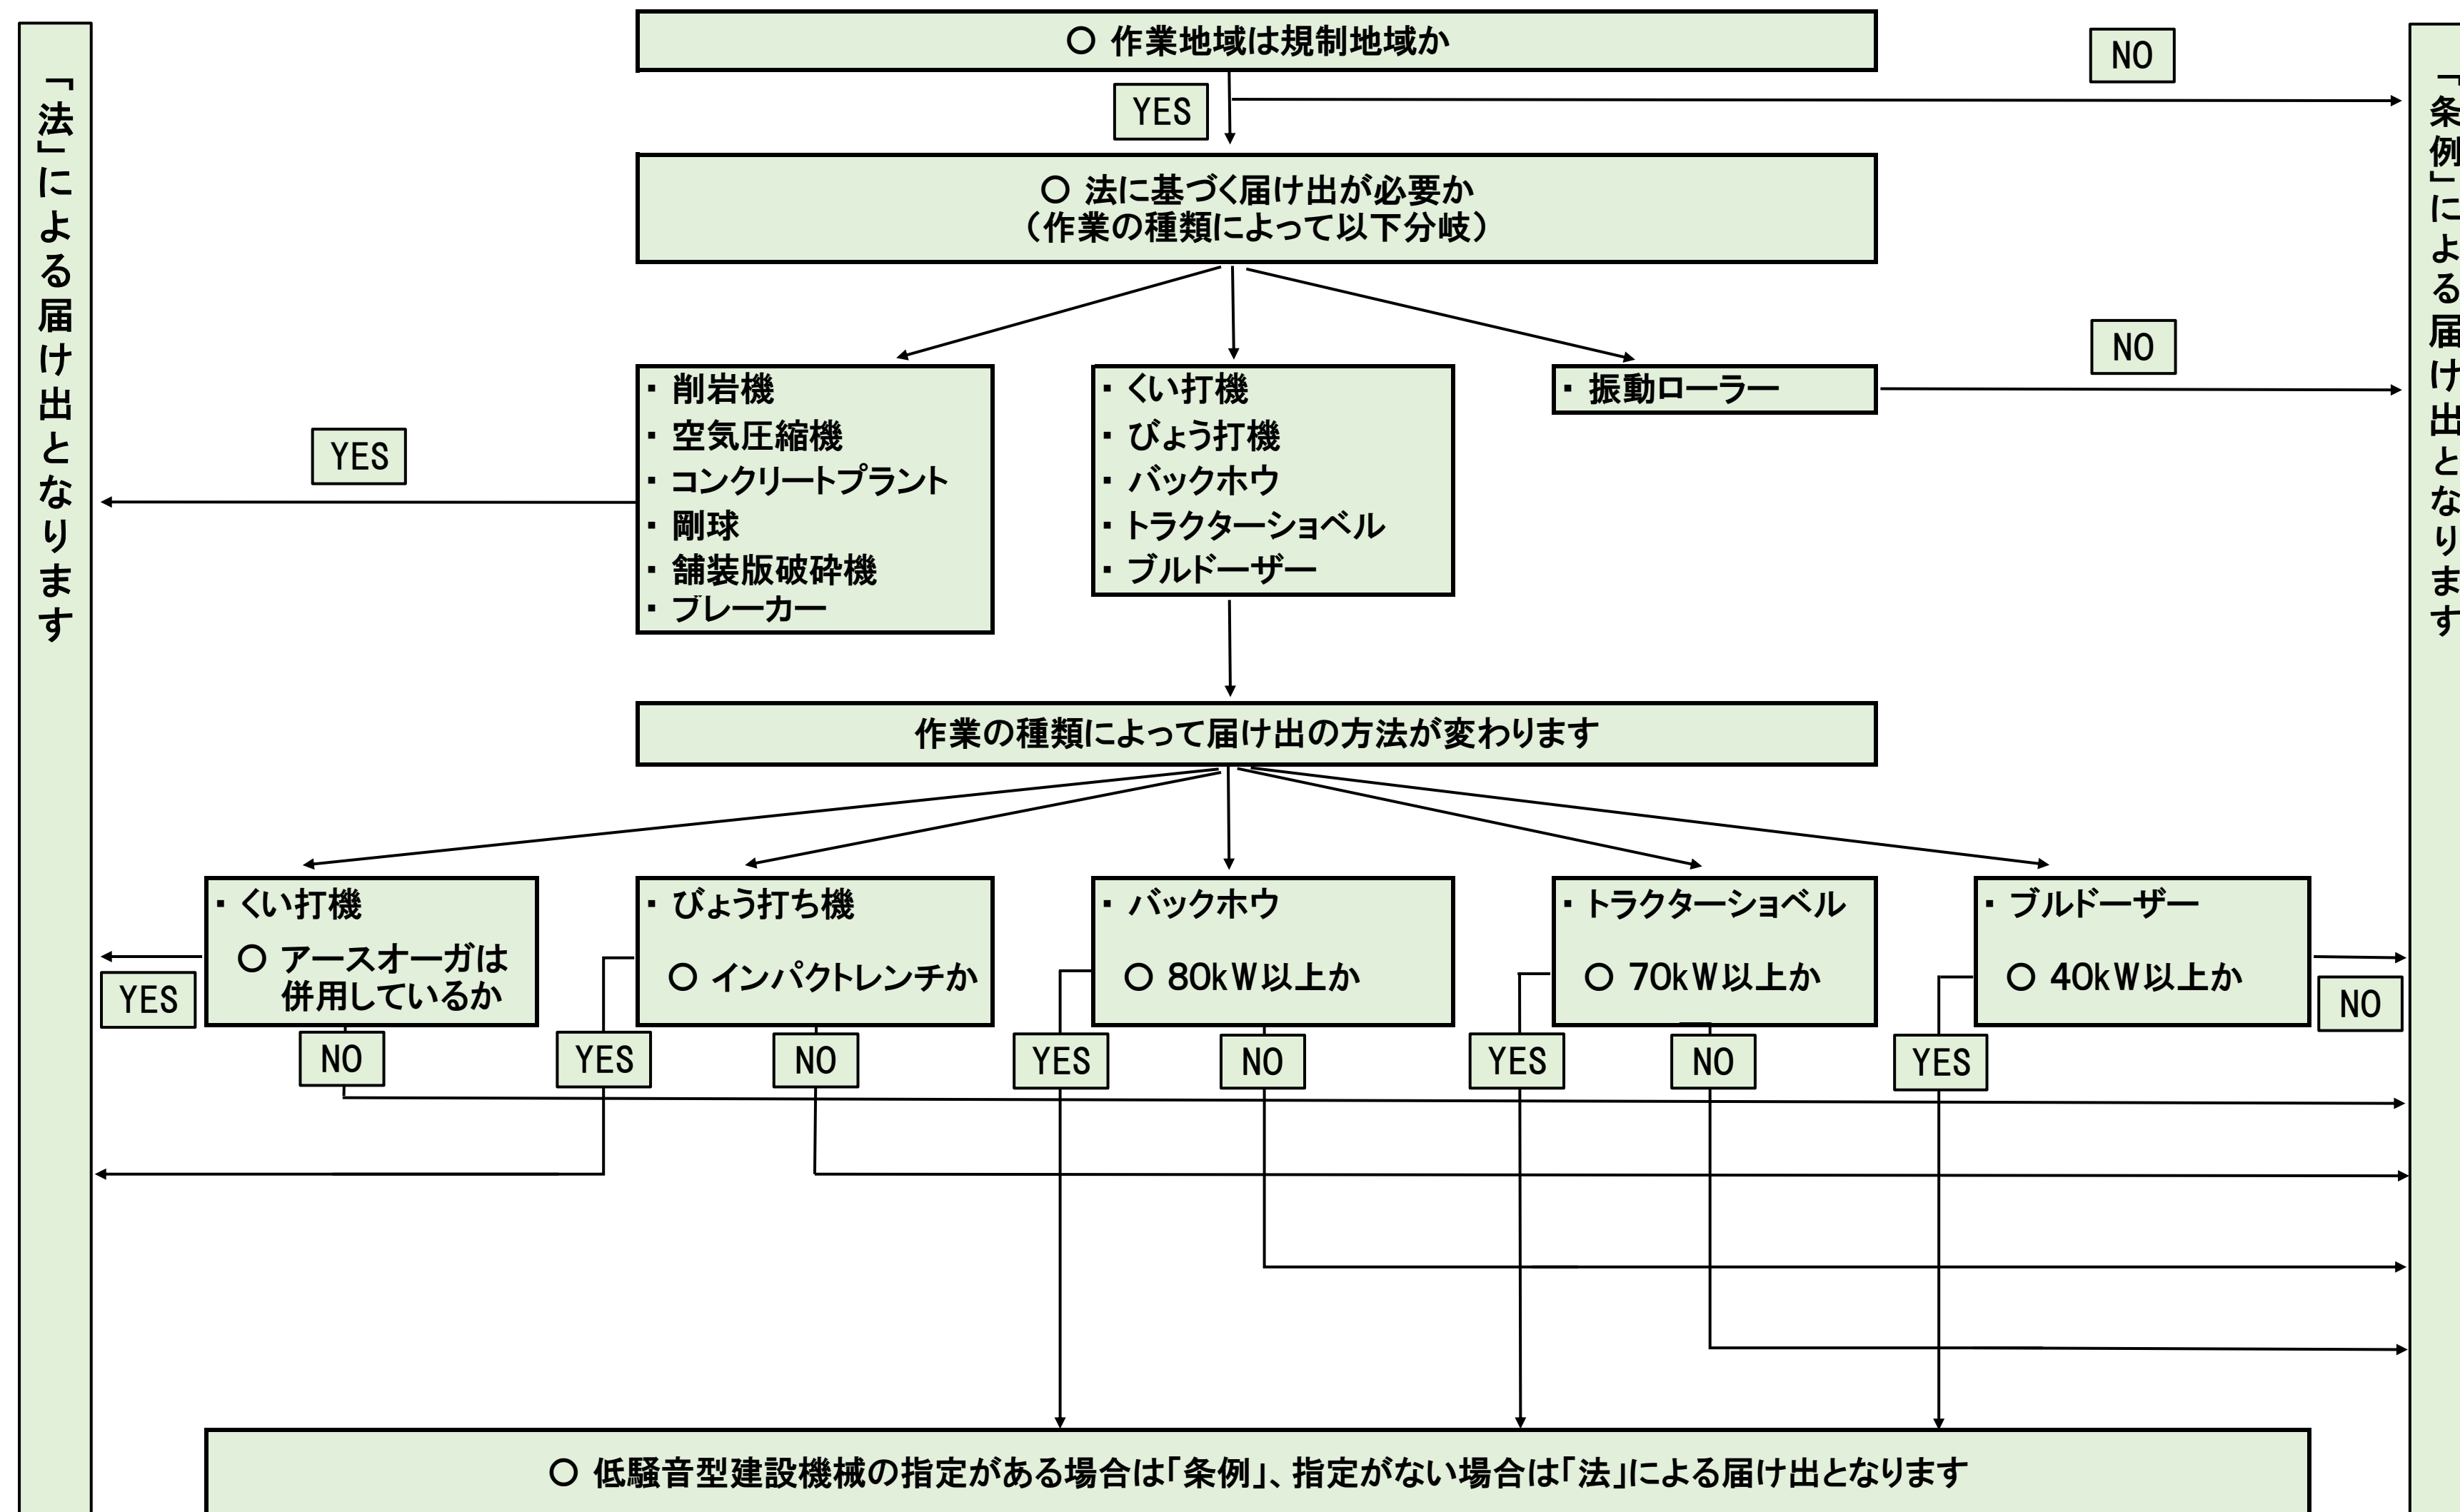 「法」による届け出となります
○ 作業地域は規制地域か
NO
YES
○ 法に基づく届け出が必要か
（作業の種類によって以下分岐）
NO
・ 削岩機
・ 空気圧縮機
・ コンクリートプラント
・ 剛球
・ 舗装版破砕機
・ ブレーカー
・ くい打機
・ びょう打機
・ バックホウ
・ トラクターショベル
・ ブルドーザー
・ 振動ローラー
YES
作業の種類によって届け出の方法が変わります
・ くい打機
○ アースオーガは
併用しているか
・ びょう打ち機
○ インパクトレンチか
・ バックホウ
○ 80kW以上か
・ トラクターショベル
○ 70kW以上か
・ ブルドーザー
○ 40kW以上か
YES
NO
YES
NO
YES
NO
YES
NO
YES
NO
○ 低騒音型建設機械の指定がある場合は「条例」、指定がない場合は「法」による届け出となります
「条例」による届け出となります